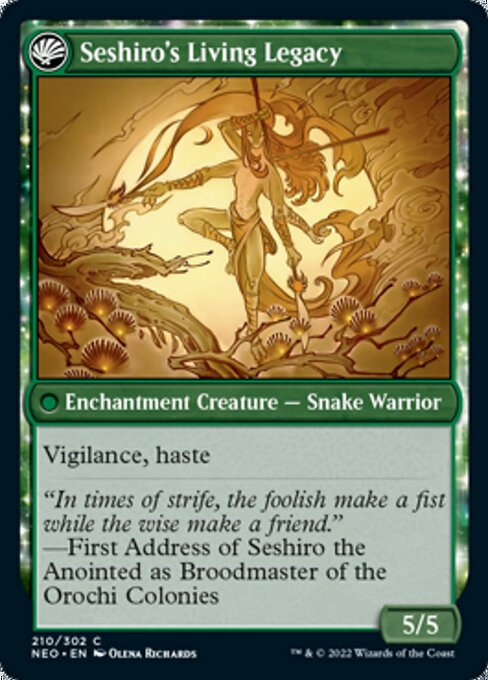 Seshiro's Living Legacy
Enchantment Creature — Snake Warrior
Vigilance, haste
“In times of strife, the foolish make a fist
while the wise make a friend.”
—First Address of Seshiro the
Anointed as Broodmaster of the
Orochi Colonies
5/5
210/302 C
NEO • EN Olena Richards
™ & © 2022 Wizards of the Coast